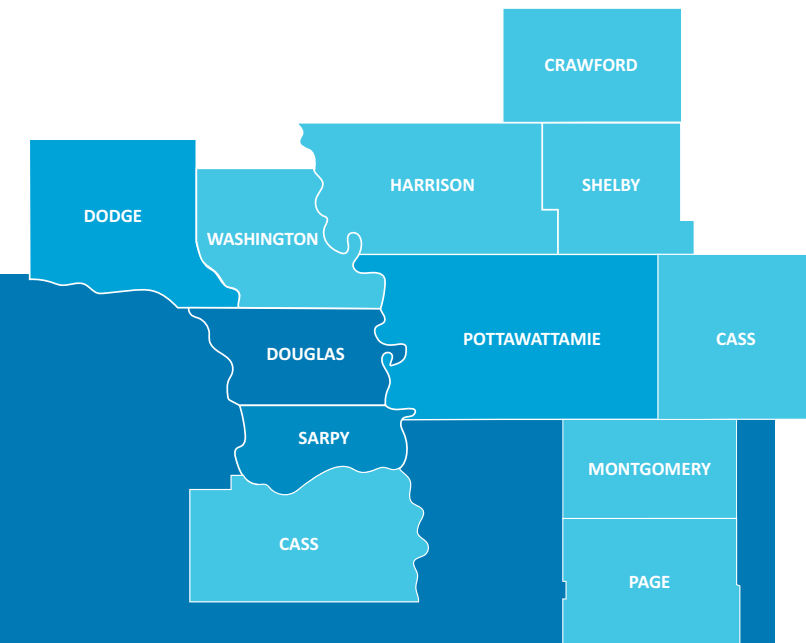 CRAWFORD
HARRISON
SHELBY
DODGE
WASHINGTON
POTTAWATTAMIE
CASS
DOUGLAS
SARPY
MONTGOMERY
CASS
PAGE